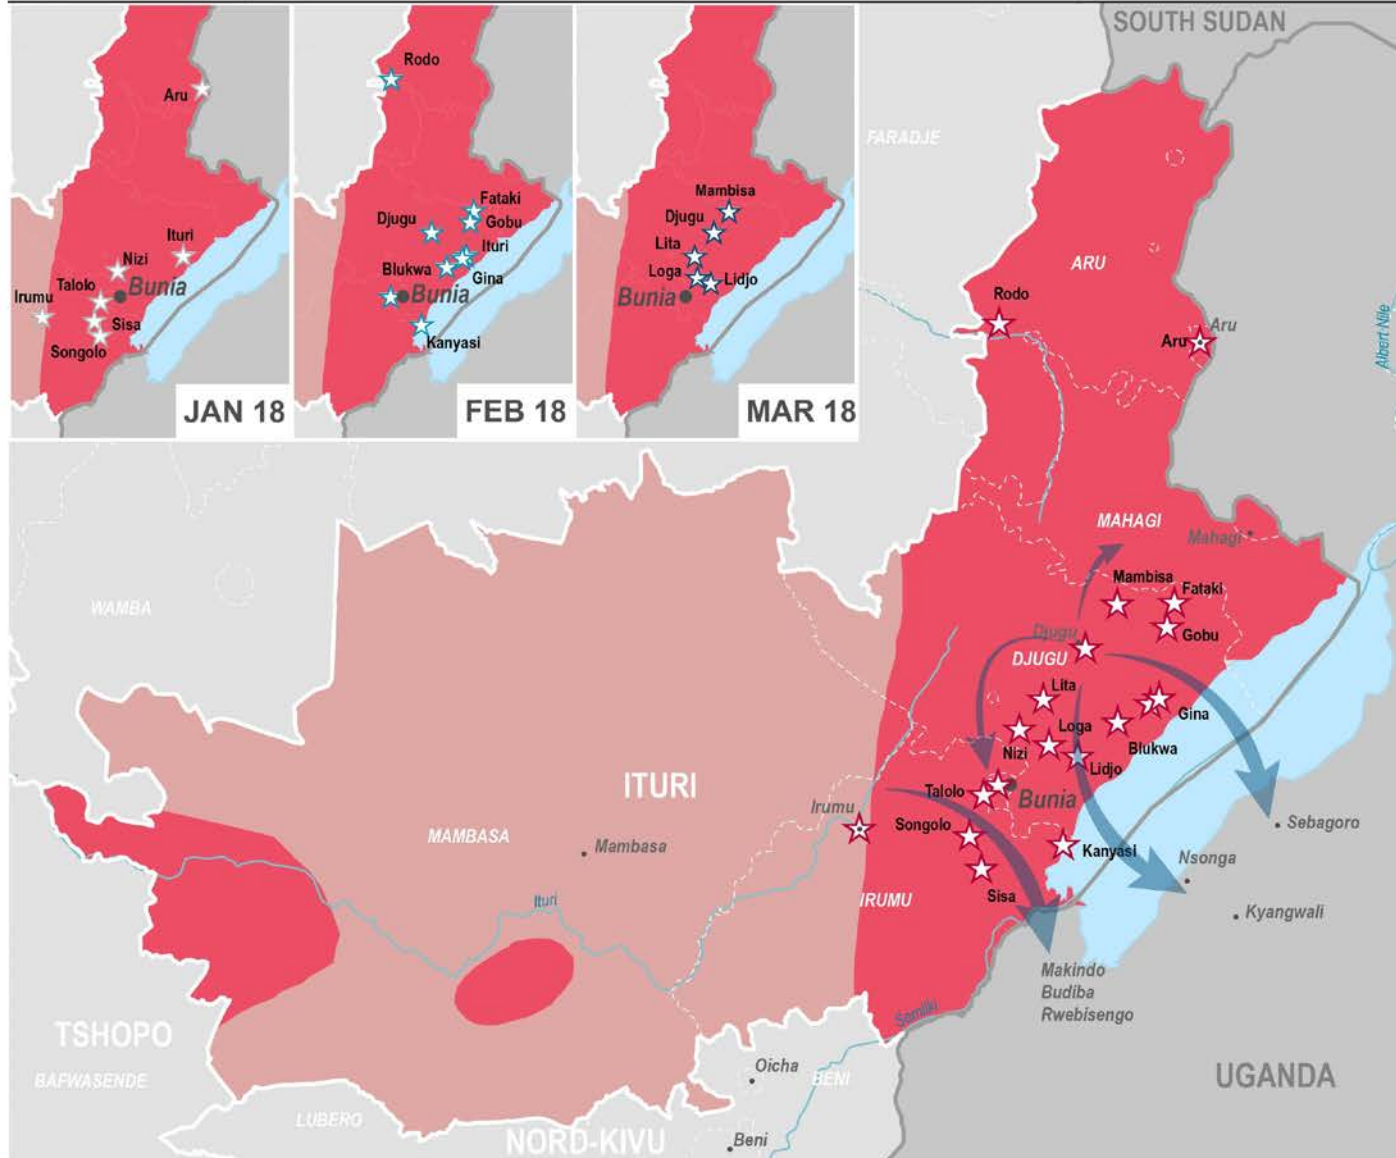 Aru
Ituri
Nizi
Talolo
Bunia
Irumu
Sisa
Songolo
JAN 18
Rodo
Fataki
Djugu
Gobu
Ituri
Blukwa
Gina
Bunia
Kanyasi
FEB 18
Mambisa
Djugu
Lita
Loga
Lidjo
Bunia
MAR 18
SOUTH SUDAN
FARADJE
ARU
Rodo
Aru
Aru
Albert Nile
MAHAGI
Mahagi
Mambisa
Fataki
Gobu
Djugu
DJUGU
WAMBA
Lita
Gina
Loga
Blukwa
Nizi
Lidjo
ITURI
Talolo
Bunia
Irumu
Sebagoro
MAMBASA
Mambasa
Songolo
Kanyasi
Nsonga
Sisa
IRUMU
Ituri
Kyangwali
Makindo
Budiba
Rwebisengo
Semliki
TSHOPO
BAFWASENDE
Oicha
BENI
UGANDA
LUBERO
NORD-KIVU
Beni